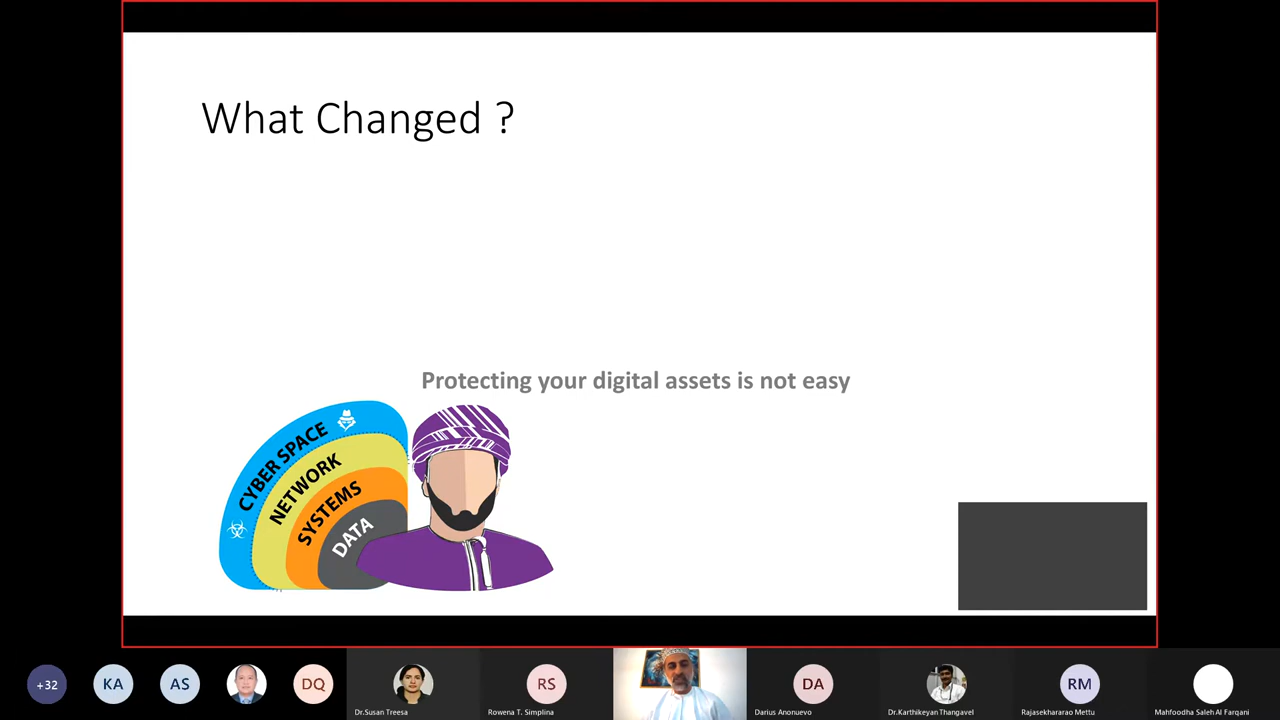 What Changed ?
Protecting your digital assets is not easy
CYBER SPACE
NETWORK
SYSTEMS
DATA
+32
KA
AS
DQ
Dr.Susan Treesa
RS
Rowena T. Simplina
DA
Darius Anonuevo
Dr.Karthikeyan Thangavel
RM
Rajasekhararao Mettu
Mahfoodha Saleh Al Farqani